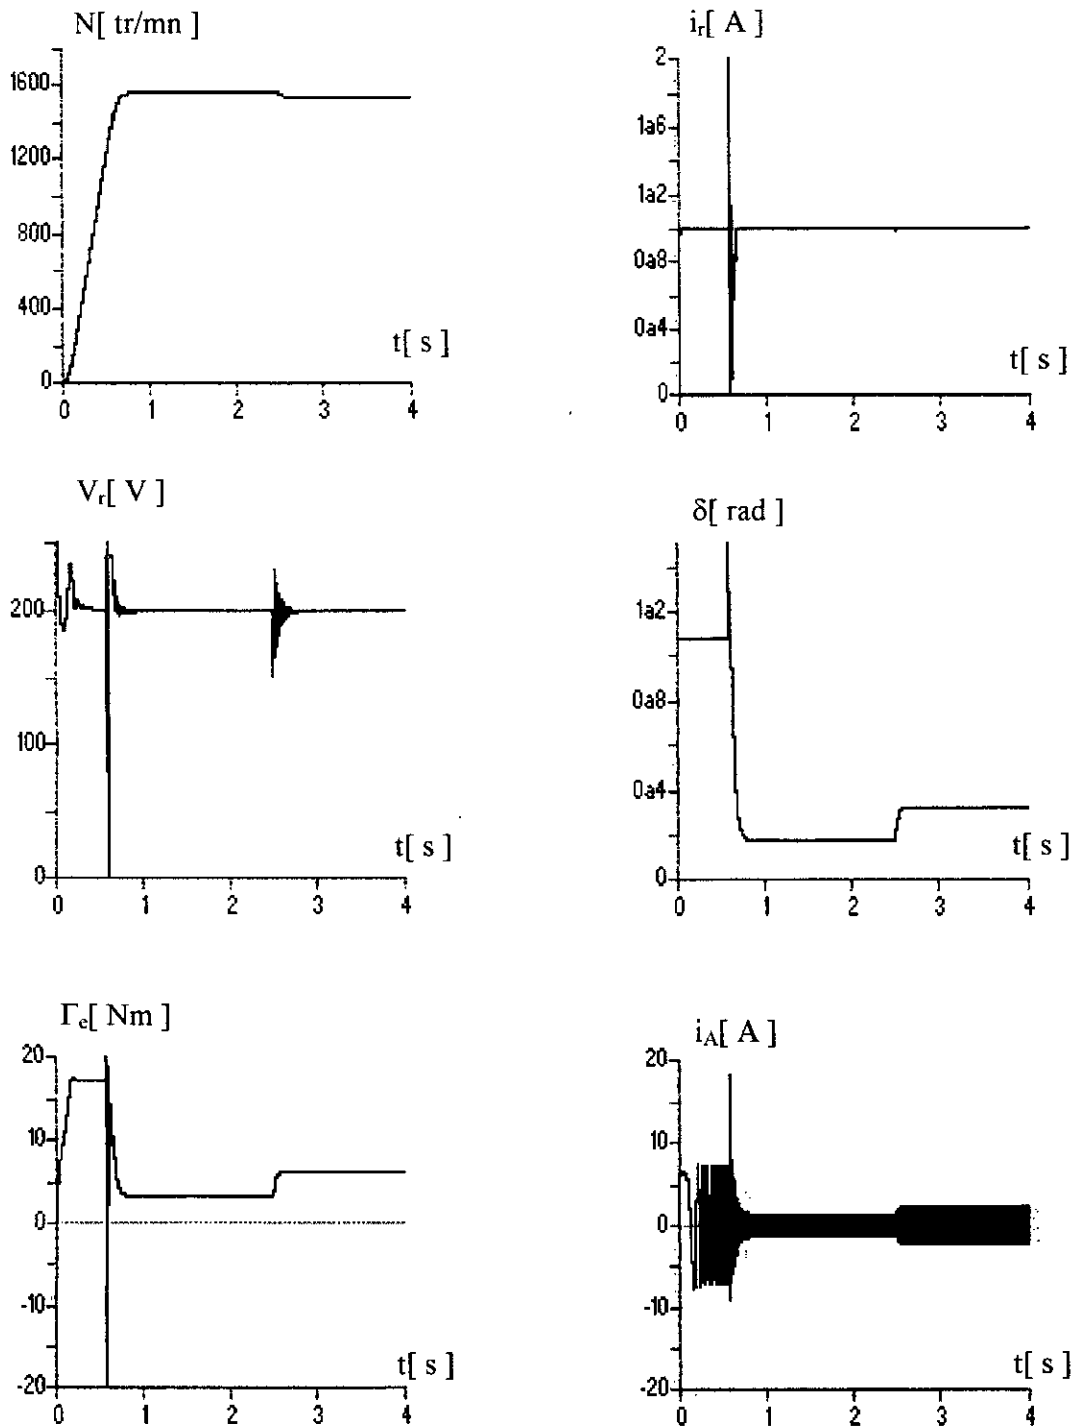 N[ tr/mn ]
1600
1200
800
400
0
0 1 2 3 4
t[ s ]
i_r[ A ]
2
1a6
1a2
0a8
0a4
0
0 1 2 3 4
t[ s ]
V_r[ V ]
200
100
0
0 1 2 3 4
t[ s ]
δ[ rad ]
1a2
0a8
0a4
0
0 1 2 3 4
t[ s ]
Γ_e[ Nm ]
20
10
0
-10
-20
0 1 2 3 4
t[ s ]
i_A[ A ]
20
10
0
-10
-20
0 1 2 3 4
t[ s ]